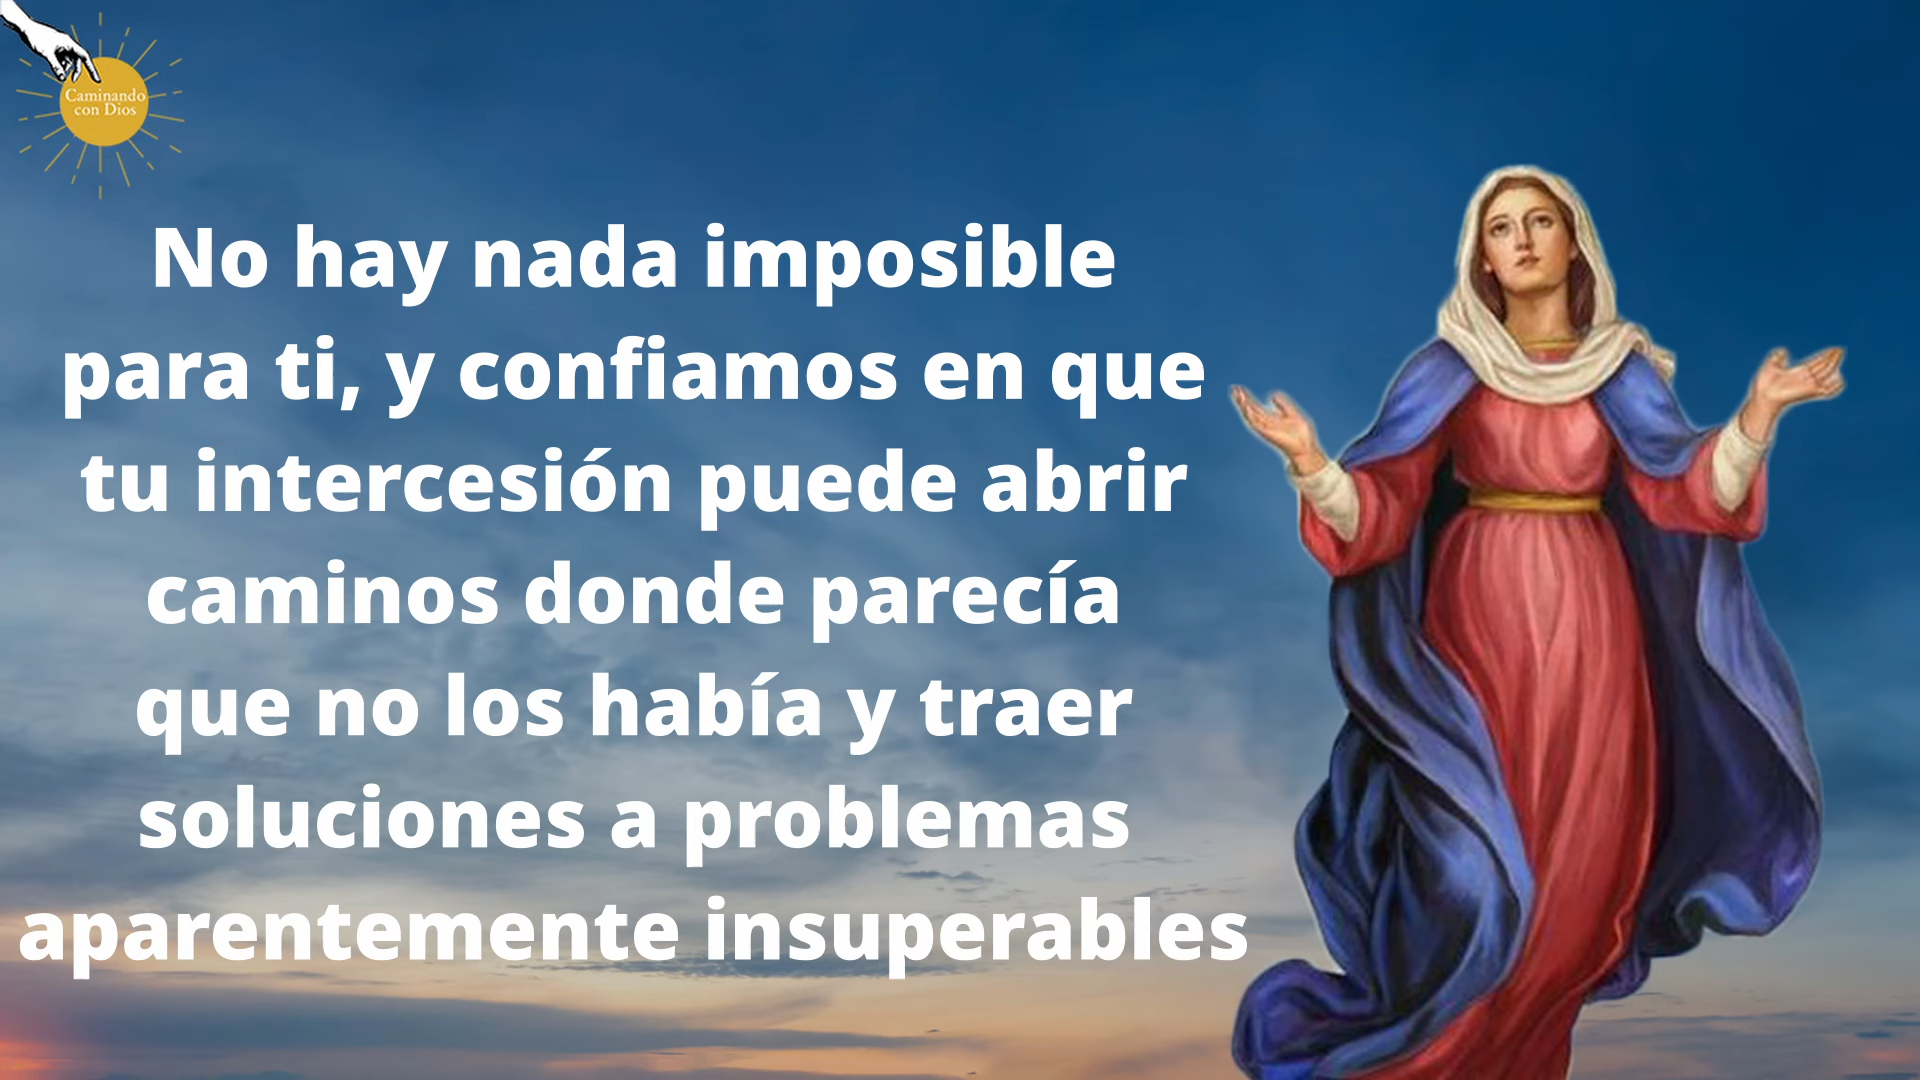 Caminando
con Dios
No hay nada imposible
para ti, y confiamos en que
tu intercesión puede abrir
caminos donde parecía
que no los había y traer
soluciones a problemas
aparentemente insuperables